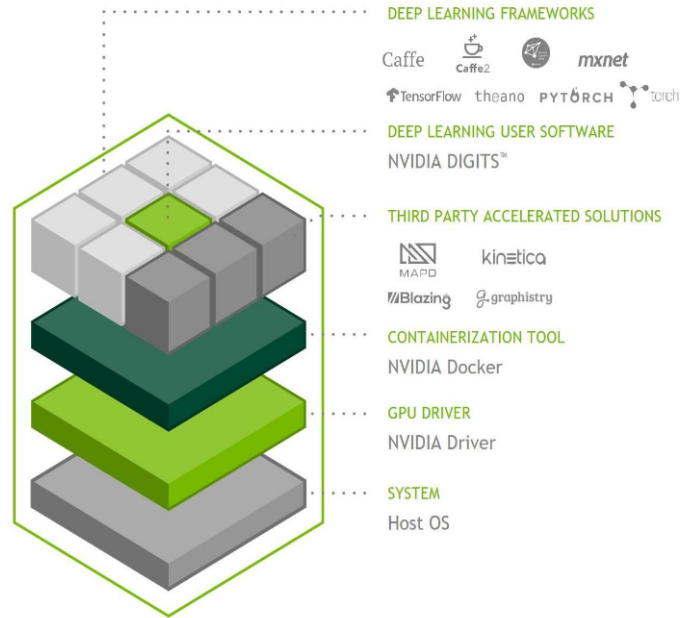 DEEP LEARNING FRAMEWORKS
Caffe Caffe2 mxnet
TensorFlow theano PYTORCH torch
DEEP LEARNING USER SOFTWARE
NVIDIA DIGITS™
THIRD PARTY ACCELERATED SOLUTIONS
MAPD kinetica
Blazing graphistry
CONTAINERIZATION TOOL
NVIDIA Docker
GPU DRIVER
NVIDIA Driver
SYSTEM
Host OS